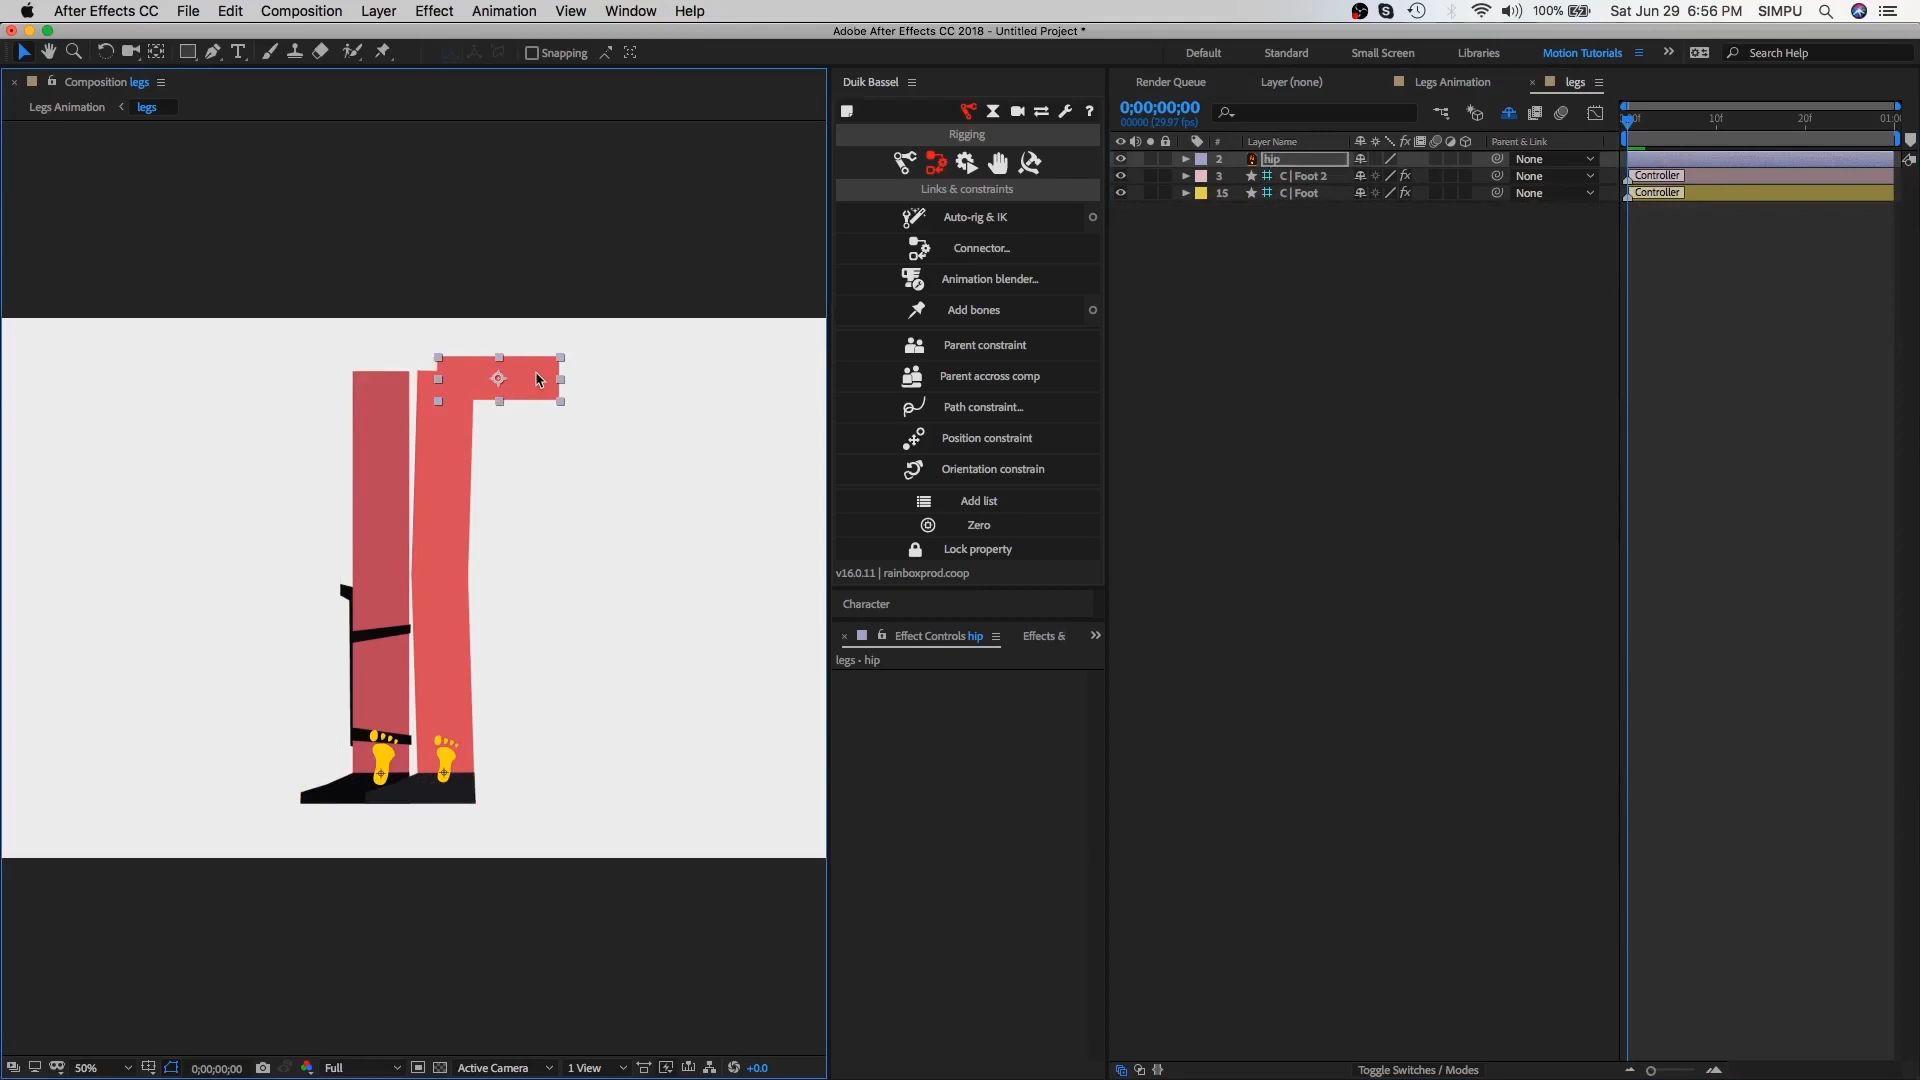 After Effects CC File Edit Composition Layer Effect Animation View Window Help 100% Sat Jun 29 6:56 PM SIMPU
Adobe After Effects CC 2018 - Untitled Project *
Snapping Default Standard Small Screen Libraries Motion Tutorials Search Help
Composition legs
Legs Animation legs
Duik Bassel
Rigging
Links & constraints
Auto-rig & IK
Connector...
Animation blender...
Add bones
Parent constraint
Parent accross comp
Path constraint...
Position constraint
Orientation constrain
Add list
Zero
Lock property
v16.0.11 | rainboxprod.coop
Character
Effect Controls hip Effects &
legs • hip
Render Queue Layer (none) Legs Animation legs
0;00;00;00
00000 (29.97 fps)
10f 20f
# Layer Name fx Parent & Link
2 hip None
3 C | Foot 2 fx None Controller
15 C | Foot fx None Controller
50% 0;00;00;00 Full Active Camera 1 View +0.0
Toggle Switches / Modes